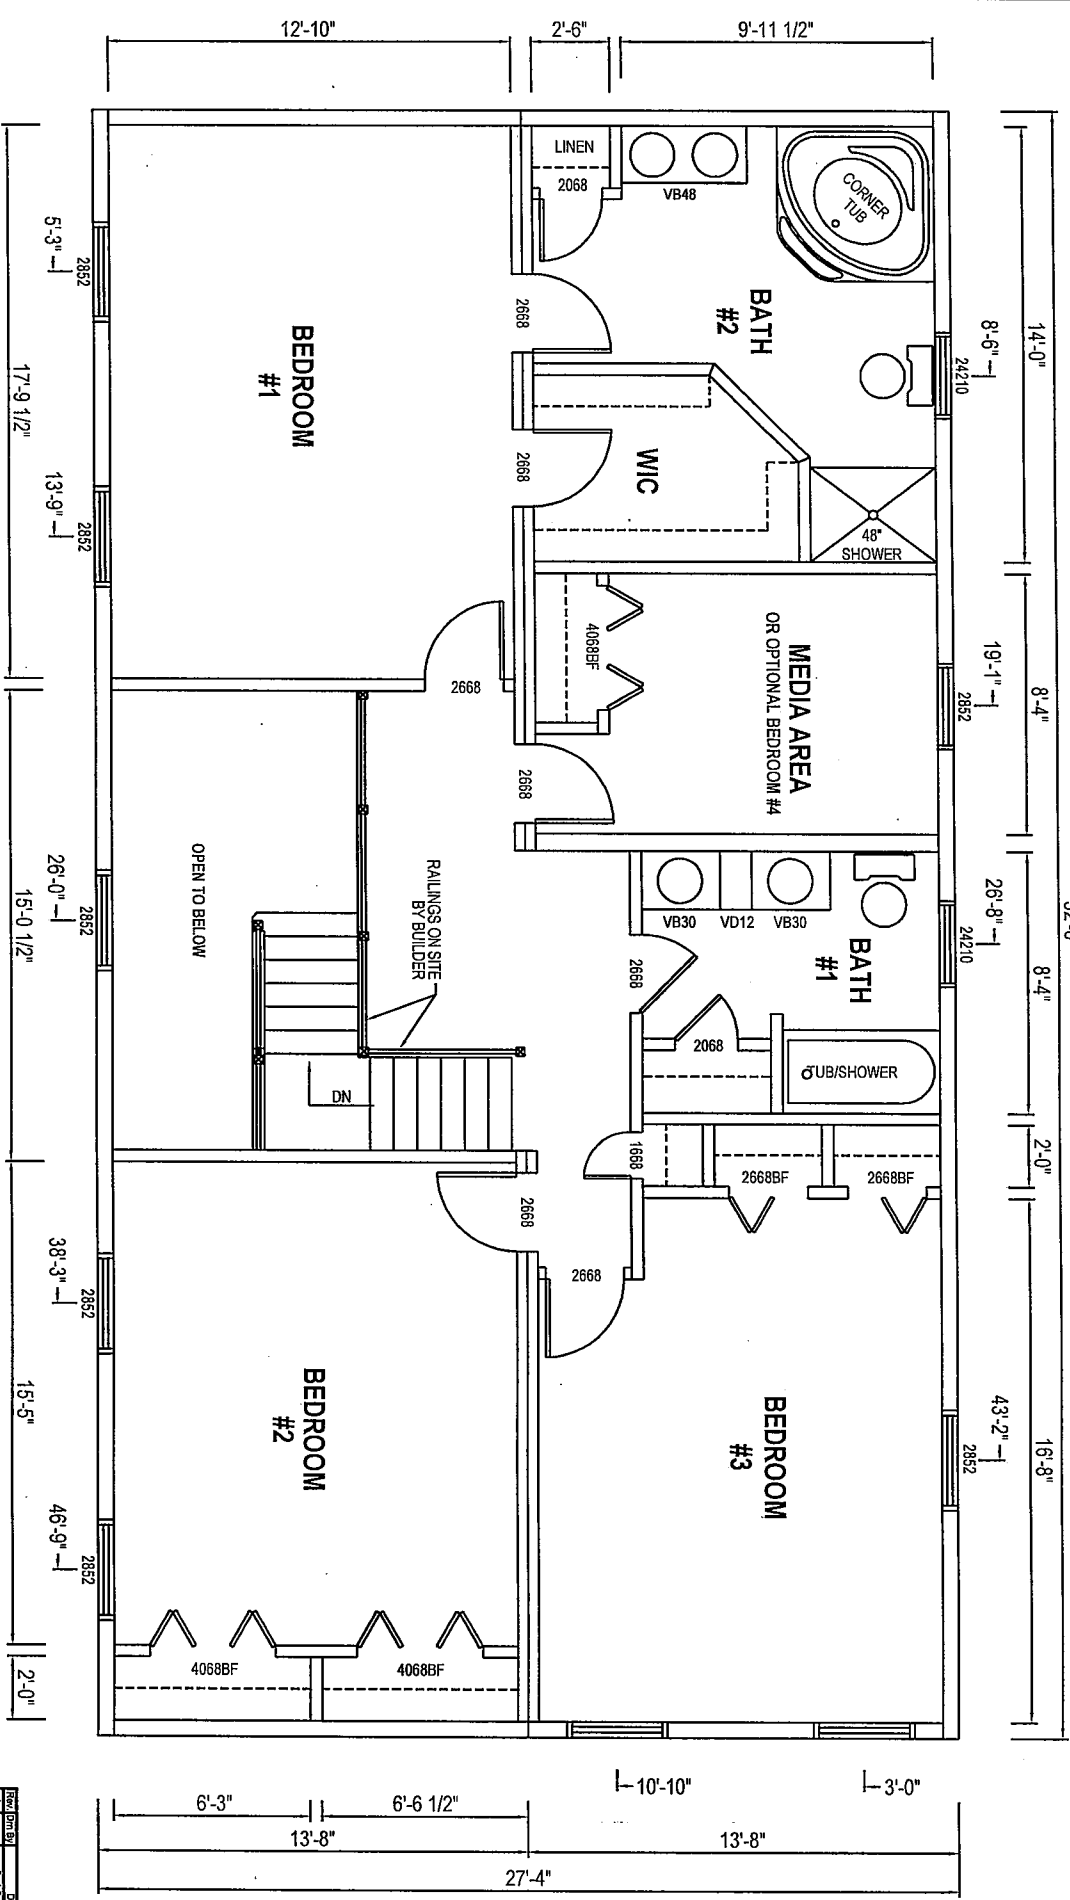 12'-10"
2'-6"
9'-11 1/2"
14'-0"
8'-6"
24210
8'-4"
19'-1"
2852
8'-4"
26'-8"
24210
2'-0"
16'-8"
43'-2"
2852
LINEN
2068
VB48
CORNER
TUB
BATH
#2
48"
SHOWER
WIC
2668
2668
BEDROOM
#1
2668
4068BF
MEDIA AREA
OR OPTIONAL BEDROOM #4
2668
VB30
VD12
VB30
BATH
#1
2668
2068
TUB/SHOWER
RAILINGS ON SITE
BY BUILDER
OPEN TO BELOW
DN
1668
2668BF
2668BF
2668
2668
BEDROOM
#3
BEDROOM
#2
4068BF
4068BF
2852
5'-3"
2852
13'-9"
17'-9 1/2"
2852
26'-0"
15'-0 1/2"
2852
38'-3"
15'-5"
2852
46'-9"
2'-0"
10'-10"
3'-0"
6'-3"
6'-6 1/2"
13'-8"
13'-8"
27'-4"
Rev. Drn By